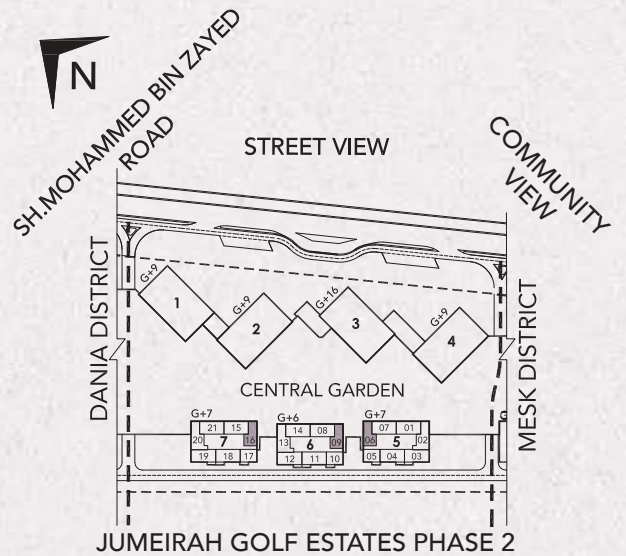 N
SH.MOHAMMED BIN ZAYED
ROAD
STREET VIEW
COMMUNITY
VIEW
DANIA DISTRICT
MESK DISTRICT
G+9
1
G+9
2
G+16
3
G+9
4
CENTRAL GARDEN
G+7
21 15
20 7 16
19 18 17
G+6
14 08
13 6 09
12 11 10
G+7
07 01
06 5 02
05 04 03
G
JUMEIRAH GOLF ESTATES PHASE 2